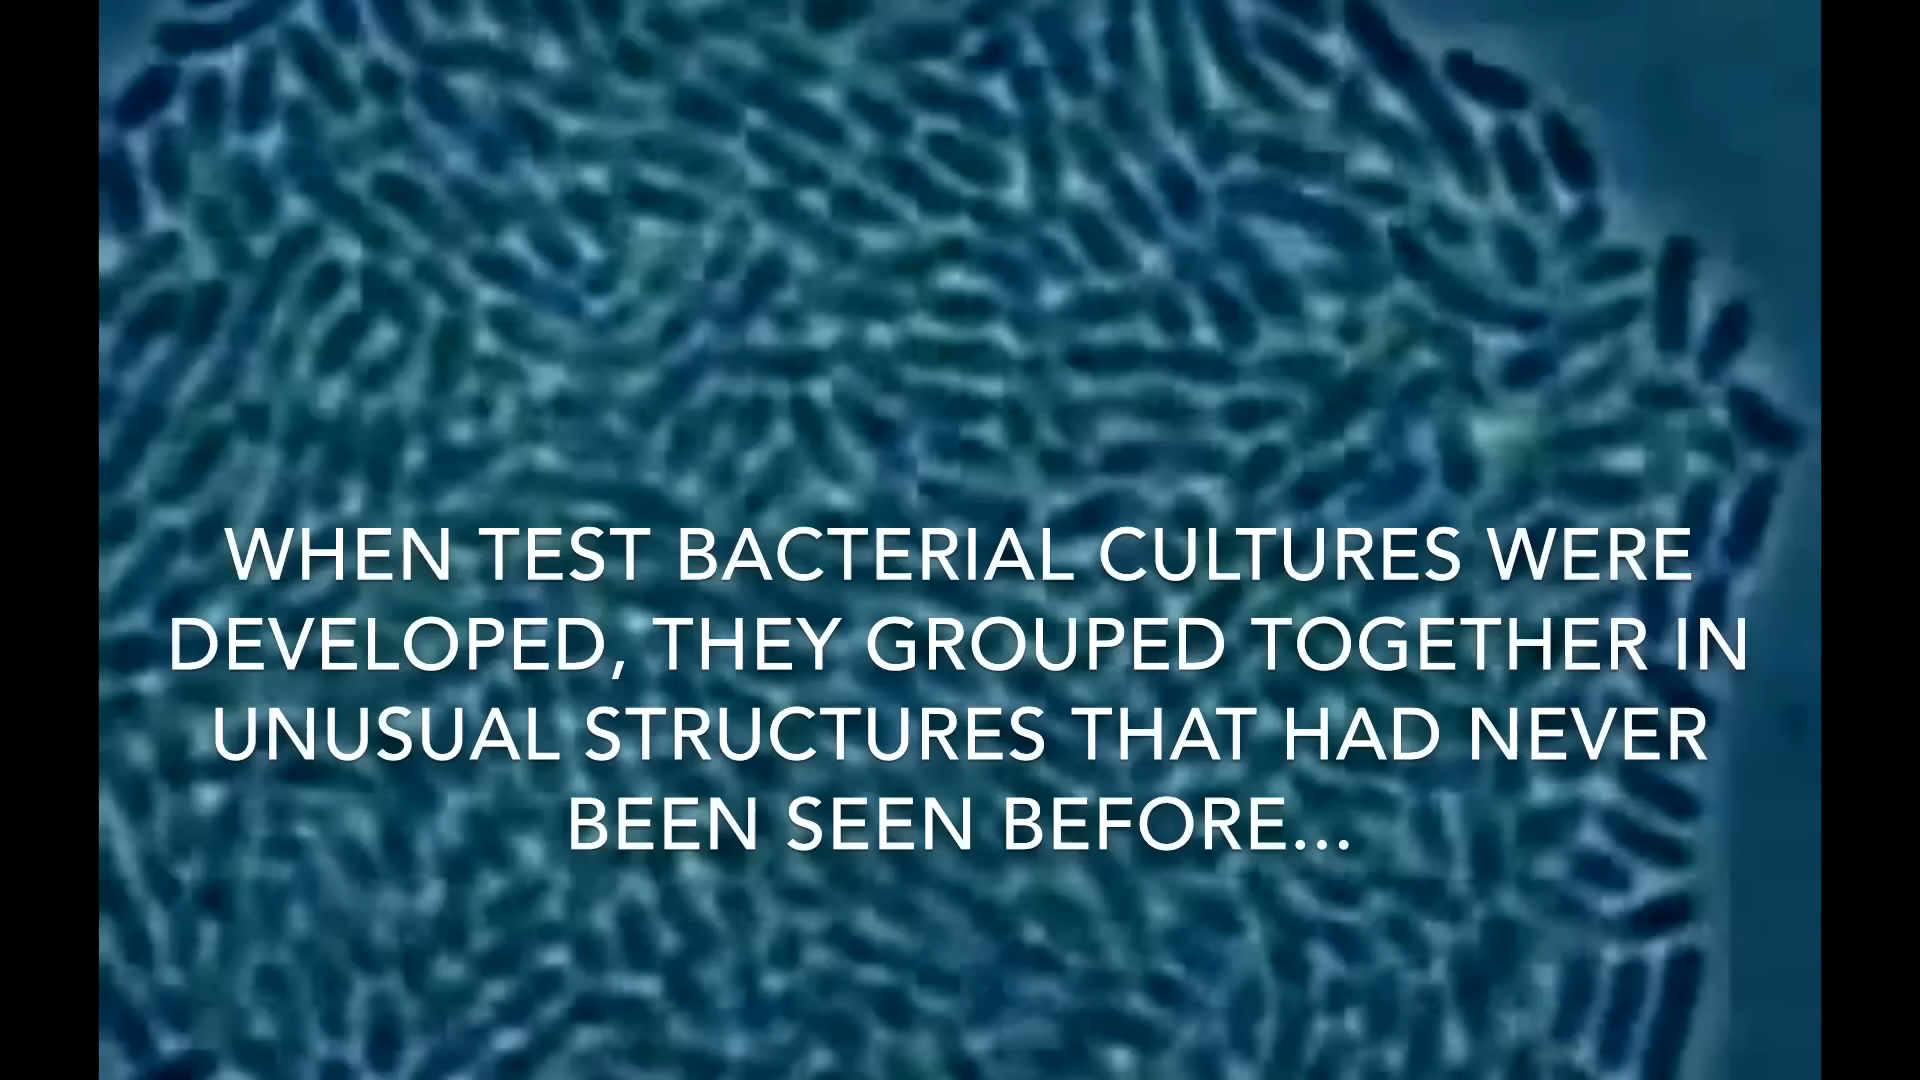 WHEN TEST BACTERIAL CULTURES WERE
DEVELOPED, THEY GROUPED TOGETHER IN
UNUSUAL STRUCTURES THAT HAD NEVER
BEEN SEEN BEFORE...